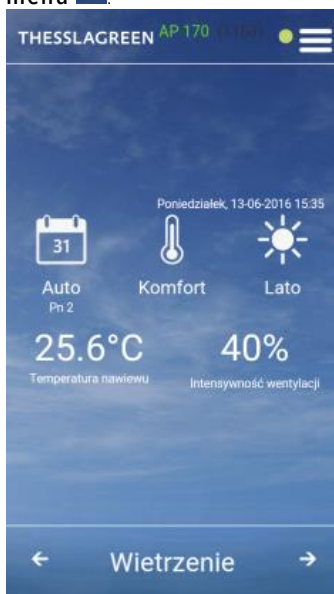 menu
THESSLAGREEN AP 170
Poniedziałek, 13-06-2016 15:35
31
Auto Komfort Lato
Pn 2
25.6°C 40%
Temperatura nawiewu Intensywność wentylacji
← Wietrzenie →